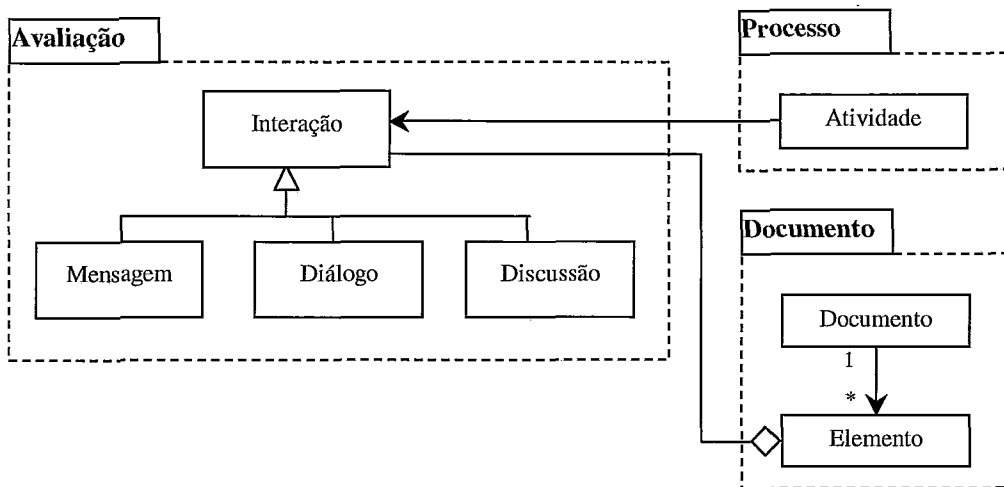 Avaliação
Processo
Interação
Atividade
Mensagem
Diálogo
Discussão
Documento
Documento
1
*
Elemento